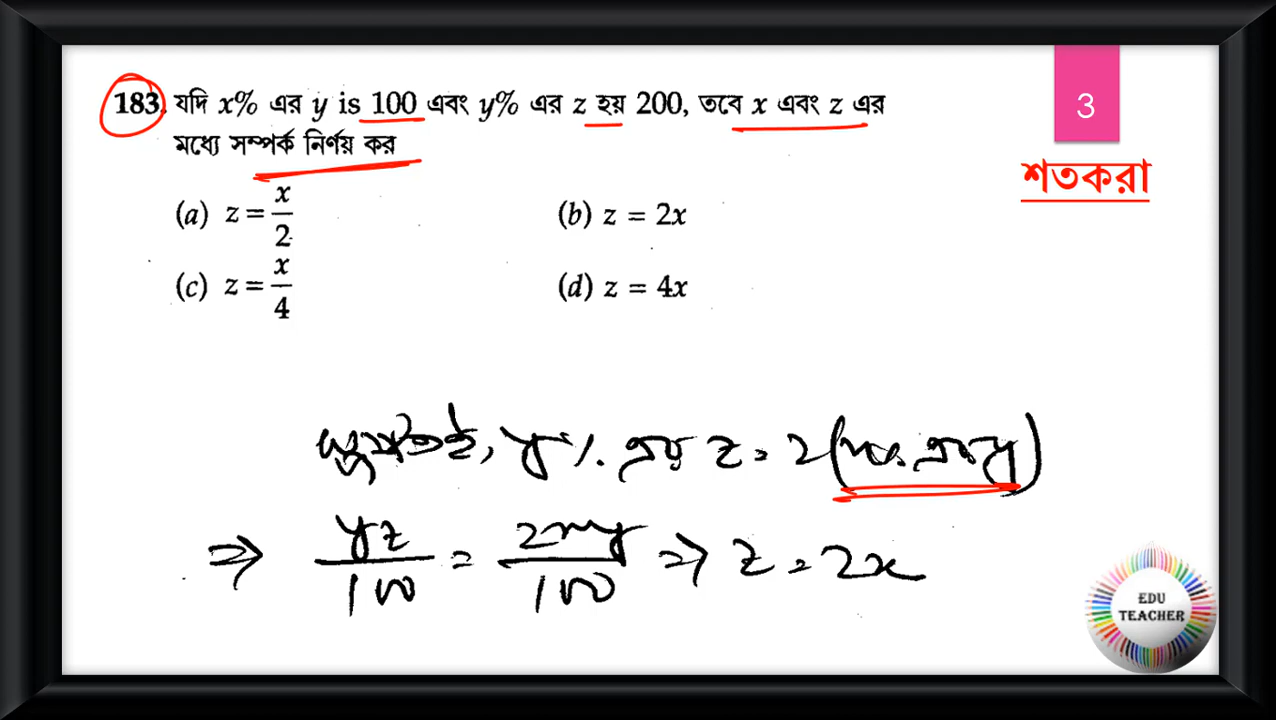 183. যদি x% এর y is 100 এবং y% এর z হয় 200, তবে x এবং z এর
মধ্যে সম্পর্ক নির্ণয় কর
(a) z = x/2
(b) z = 2x
(c) z = x/4
(d) z = 4x
3
শতকরা
y% এর z = 2(x% এর y)
⇒ yz/100 = 2xy/100 ⇒ z = 2x
EDU
TEACHER